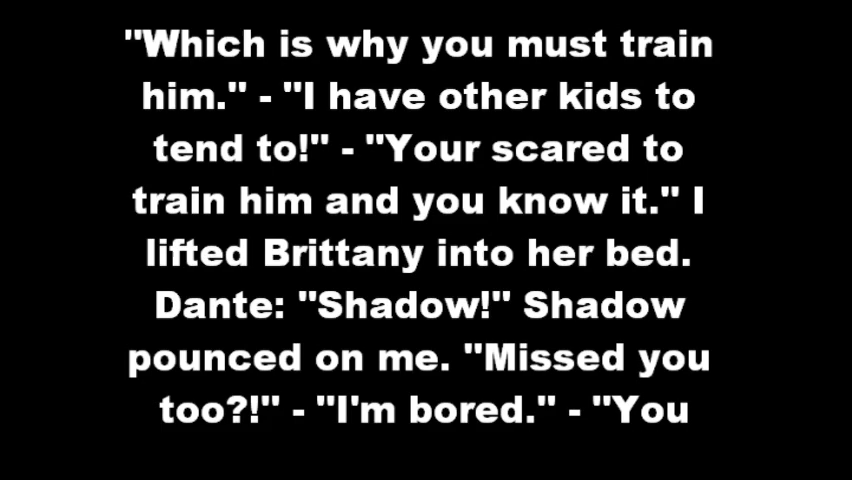 "Which is why you must train
him." - "I have other kids to
tend to!" - "Your scared to
train him and you know it." I
lifted Brittany into her bed.
Dante: "Shadow!" Shadow
pounced on me. "Missed you
too?!" - "I'm bored." - "You